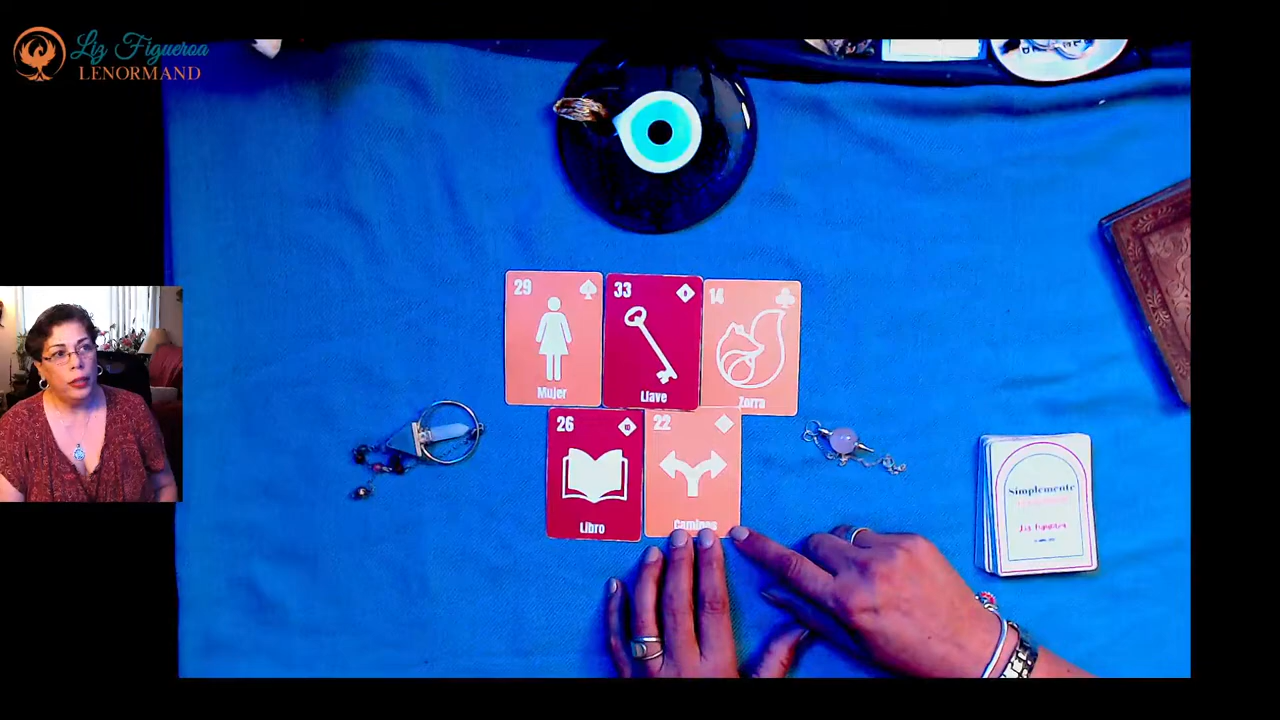 Liz Figueroa
LENORMAND
29
Mujer
33
Llave
14
Zorra
26
Libro
22
Caminos
Simplemente
Liz Figueroa